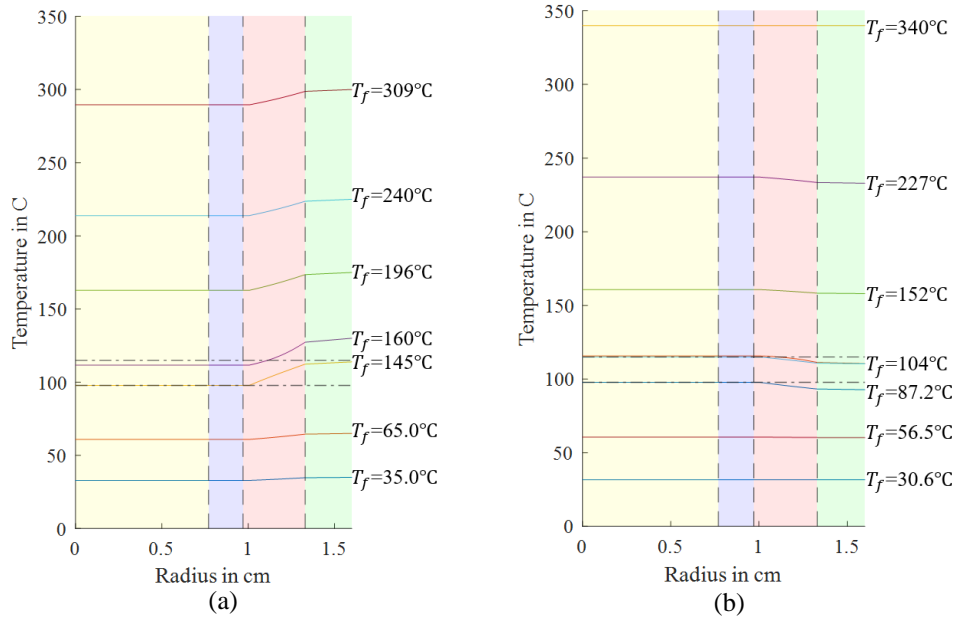 350
300
250
200
150
100
50
0
Temperature in C
0
0.5
1
1.5
Radius in cm
T_f=309°C
T_f=240°C
T_f=196°C
T_f=160°C
T_f=145°C
T_f=65.0°C
T_f=35.0°C
(a)
350
300
250
200
150
100
50
0
Temperature in C
0
0.5
1
1.5
Radius in cm
T_f=340°C
T_f=227°C
T_f=152°C
T_f=104°C
T_f=87.2°C
T_f=56.5°C
T_f=30.6°C
(b)